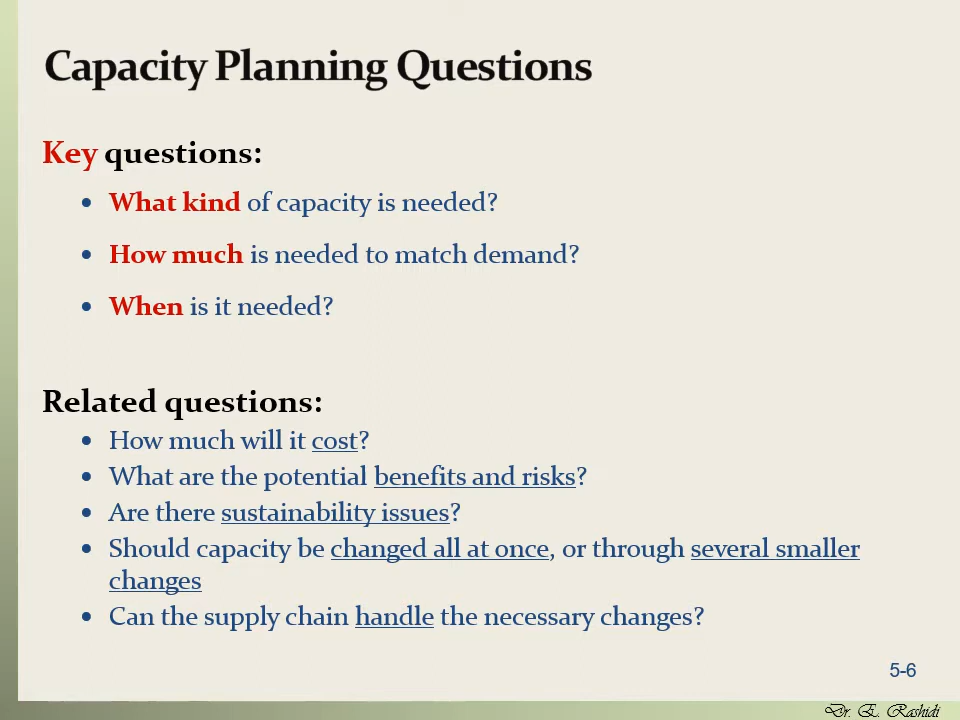 Capacity Planning Questions
Key questions:
• What kind of capacity is needed?
• How much is needed to match demand?
• When is it needed?
Related questions:
• How much will it cost?
• What are the potential benefits and risks?
• Are there sustainability issues?
• Should capacity be changed all at once, or through several smaller
changes
• Can the supply chain handle the necessary changes?
5-6
Dr. E. Rashidi